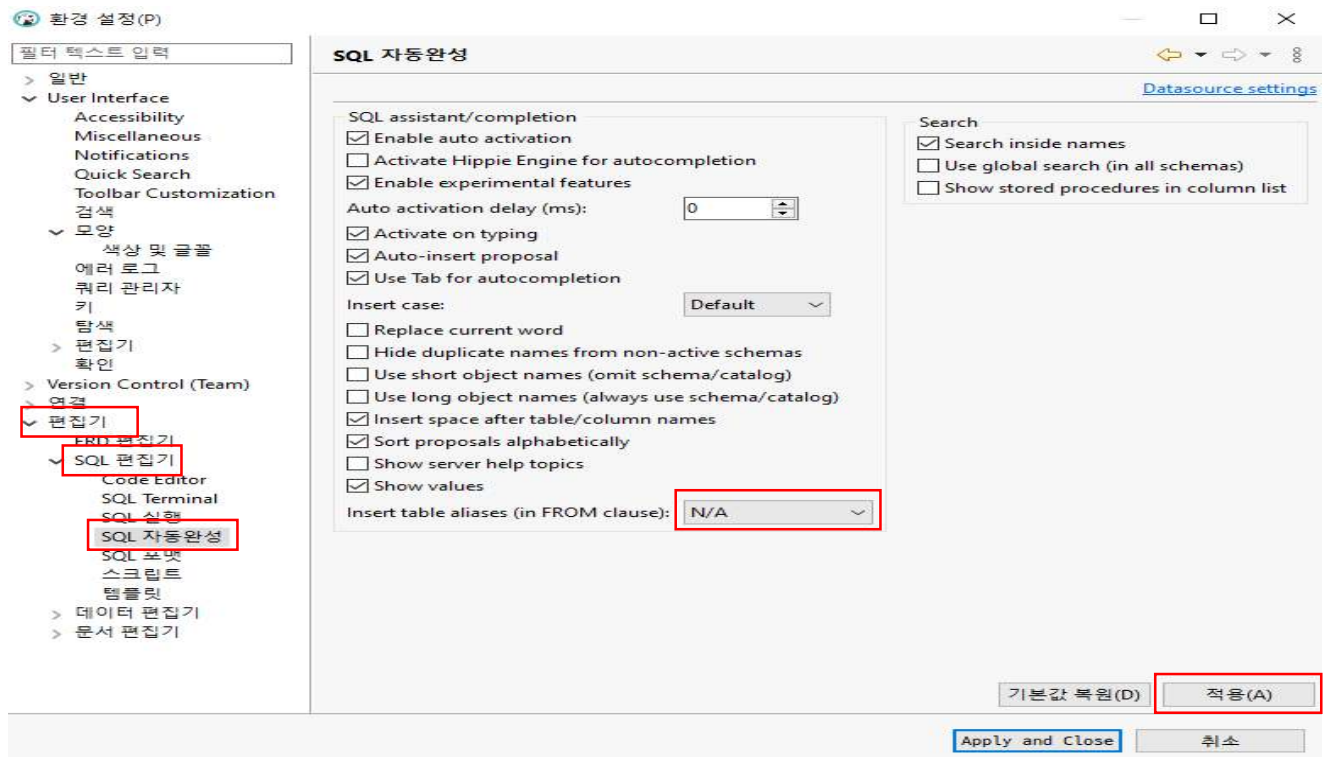 환경 설정(P)
필터 텍스트 입력
일반
User Interface
Accessibility
Miscellaneous
Notifications
Quick Search
Toolbar Customization
검색
모양
색상 및 글꼴
에러 로그
쿼리 관리자
키
탐색
편집기
확인
Version Control (Team)
연결
편집기
ERD 편집기
SQL 편집기
Code Editor
SQL Terminal
SQL 실행
SQL 자동완성
SQL 포맷
스크립트
템플릿
데이터 편집기
문서 편집기
SQL 자동완성
Datasource settings
SQL assistant/completion
Enable auto activation
Activate Hippie Engine for autocompletion
Enable experimental features
Auto activation delay (ms): 0
Activate on typing
Auto-insert proposal
Use Tab for autocompletion
Insert case: Default
Replace current word
Hide duplicate names from non-active schemas
Use short object names (omit schema/catalog)
Use long object names (always use schema/catalog)
Insert space after table/column names
Sort proposals alphabetically
Show server help topics
Show values
Insert table aliases (in FROM clause): N/A
Search
Search inside names
Use global search (in all schemas)
Show stored procedures in column list
기본값 복원(D) 적용(A)
Apply and Close 취소